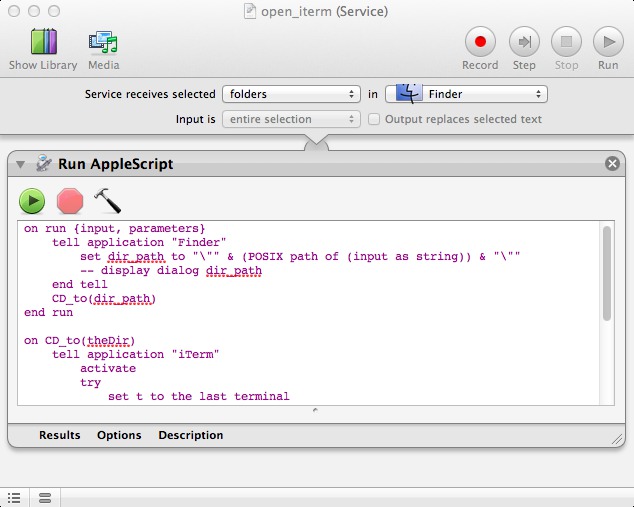 open_iterm (Service)
Show Library
Media
Record
Step
Stop
Run
Service receives selected folders in Finder
Input is entire selection Output replaces selected text
Run AppleScript
on run {input, parameters}
tell application "Finder"
set dir_path to "\"" & (POSIX path of (input as string)) & "\""
-- display dialog dir_path
end tell
CD_to(dir_path)
end run
on CD_to(theDir)
tell application "iTerm"
activate
try
set t to the last terminal
Results Options Description